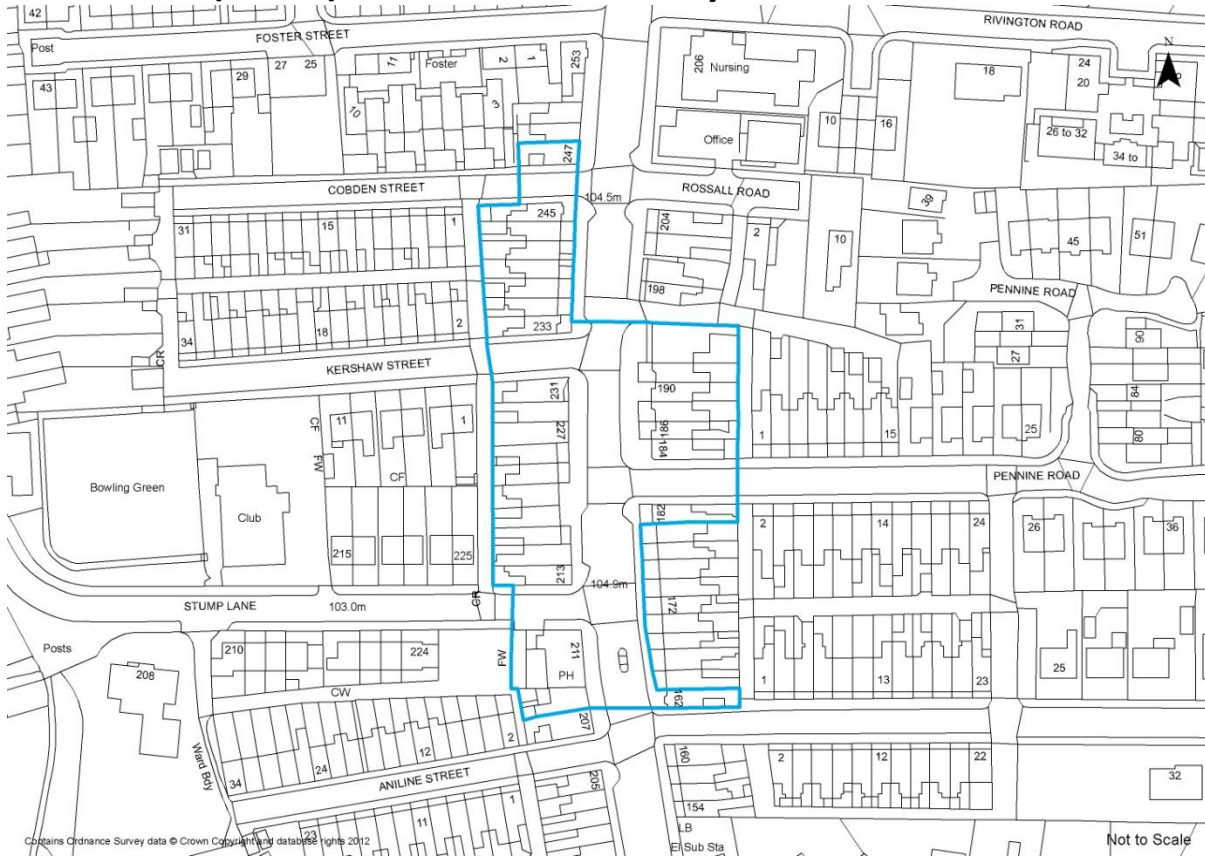 42
FOSTER STREET
RIVINGTON ROAD
N
Post
43
29
27
25
11
Foster
2
1
253
10
3
206
Nursing
18
24
20
Office
10
16
26 to 32
34 to
247
COBDEN STREET
104.5m
ROSSALL ROAD
39
31
15
1
245
204
2
10
45
51
198
PENNINE ROAD
34
18
2
233
31
27
90
CR
KERSHAW STREET
231
190
84
11
1
227
186
184
1
15
25
80
CF
FW
CF
PENNINE ROAD
Bowling Green
Club
182
2
14
24
26
36
215
225
213
104.9m
STUMP LANE
103.0m
CR
172
Posts
210
224
FW
211
PH
208
CW
1
13
23
25
162
207
Ward Bdy
34
24
12
2
160
2
12
22
32
ANILINE STREET
205
154
23
11
1
LB
El Sub Sta
Contains Ordnance Survey data © Crown Copyright and database rights 2012
Not to Scale